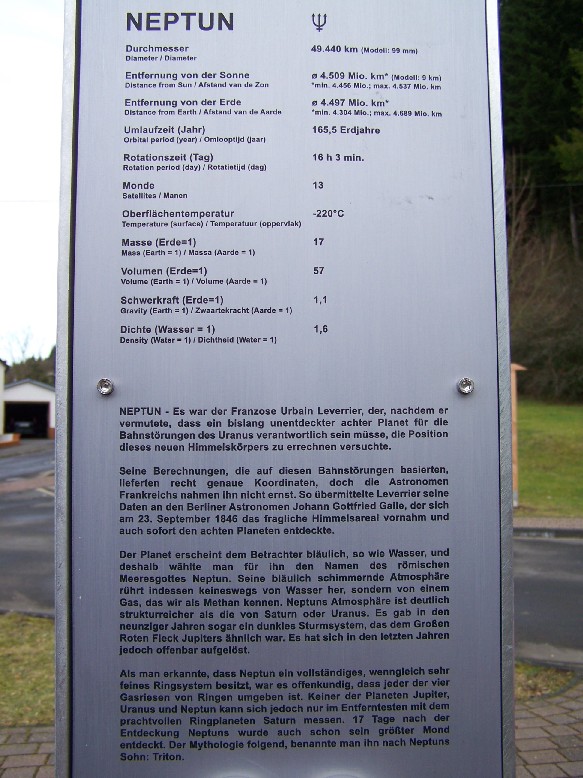 NEPTUN ♆
Durchmesser 49.440 km (Modell: 99 mm)
Diameter / Diameter
Entfernung von der Sonne ø 4.509 Mio. km* (Modell: 9 km)
Distance from Sun / Afstand van de Zon *min. 4.456 Mio.; max. 4.537 Mio. km
Entfernung von der Erde ø 4.497 Mio. km*
Distance from Earth / Afstand van de Aarde *min. 4.304 Mio.; max. 4.689 Mio. km
Umlaufzeit (Jahr) 165,5 Erdjahre
Orbital period (year) / Omlooptijd (jaar)
Rotationszeit (Tag) 16 h 3 min.
Rotation period (day) / Rotatietijd (dag)
Monde 13
Satellites / Manen
Oberflächentemperatur -220°C
Temperature (surface) / Temperatuur (oppervlak)
Masse (Erde=1) 17
Mass (Earth = 1) / Massa (Aarde = 1)
Volumen (Erde=1) 57
Volume (Earth = 1) / Volume (Aarde = 1)
Schwerkraft (Erde=1) 1,1
Gravity (Earth = 1) / Zwaartekracht (Aarde = 1)
Dichte (Wasser = 1) 1,6
Density (Water = 1) / Dichtheid (Water = 1)
NEPTUN - Es war der Franzose Urbain Leverrier, der, nachdem er
vermutete, dass ein bislang unentdeckter achter Planet für die
Bahnstörungen des Uranus verantwortlich sein müsse, die Position
dieses neuen Himmelskörpers zu errechnen versuchte.
Seine Berechnungen, die auf diesen Bahnstörungen basierten,
lieferten recht genaue Koordinaten, doch die Astronomen
Frankreichs nahmen ihn nicht ernst. So übermittelte Leverrier seine
Daten an den Berliner Astronomen Johann Gottfried Galle, der sich
am 23. September 1846 das fragliche Himmelsareal vornahm und
auch sofort den achten Planeten entdeckte.
Der Planet erscheint dem Betrachter bläulich, so wie Wasser, und
deshalb wählte man für ihn den Namen des römischen
Meeresgottes Neptun. Seine bläulich schimmernde Atmosphäre
rührt indessen keineswegs von Wasser her, sondern von einem
Gas, das wir als Methan kennen. Neptuns Atmosphäre ist deutlich
strukturreicher als die von Saturn oder Uranus. Es gab in den
neunziger Jahren sogar ein dunkles Sturmsystem, das dem Großen
Roten Fleck Jupiters ähnlich war. Es hat sich in den letzten Jahren
jedoch offenbar aufgelöst.
Als man erkannte, dass Neptun ein vollständiges, wenngleich sehr
feines Ringsystem besitzt, war es offenkundig, dass jeder der vier
Gasriesen von Ringen umgeben ist. Keiner der Planeten Jupiter,
Uranus und Neptun kann sich jedoch nur im Entferntesten mit dem
prachtvollen Ringplaneten Saturn messen. 17 Tage nach der
Entdeckung Neptuns wurde auch schon sein größter Mond
entdeckt. Der Mythologie folgend, benannte man ihn nach Neptuns
Sohn: Triton.